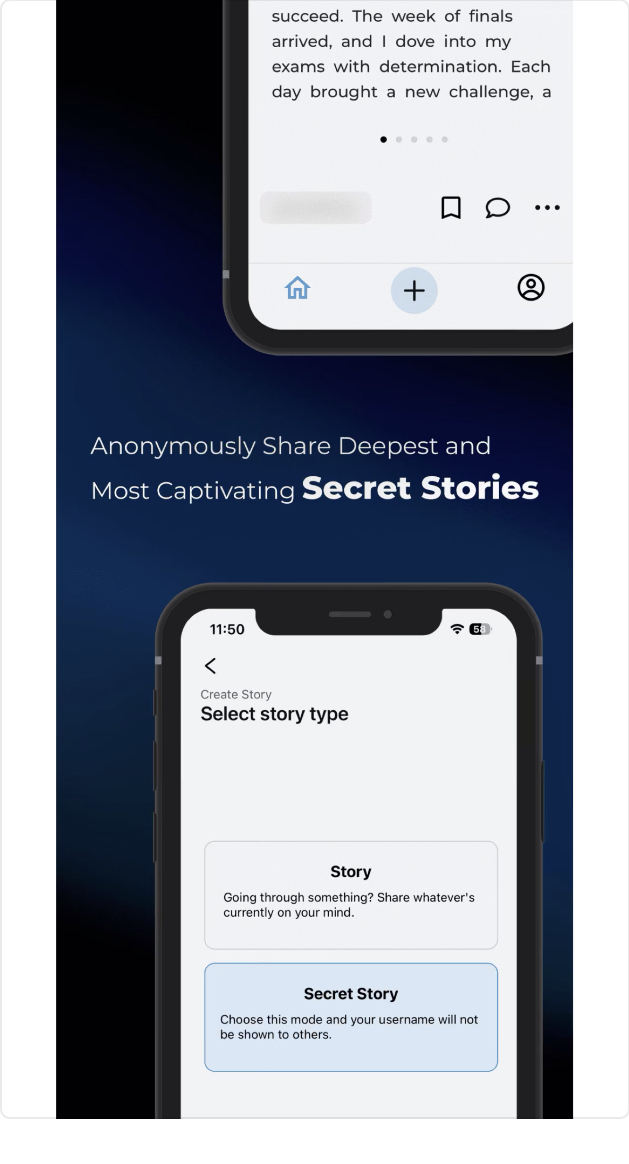 succeed. The week of finals
arrived, and I dove into my
exams with determination. Each
day brought a new challenge, a
Anonymously Share Deepest and
Most Captivating Secret Stories
11:50
58
Create Story
Select story type
Story
Going through something? Share whatever's
currently on your mind.
Secret Story
Choose this mode and your username will not
be shown to others.